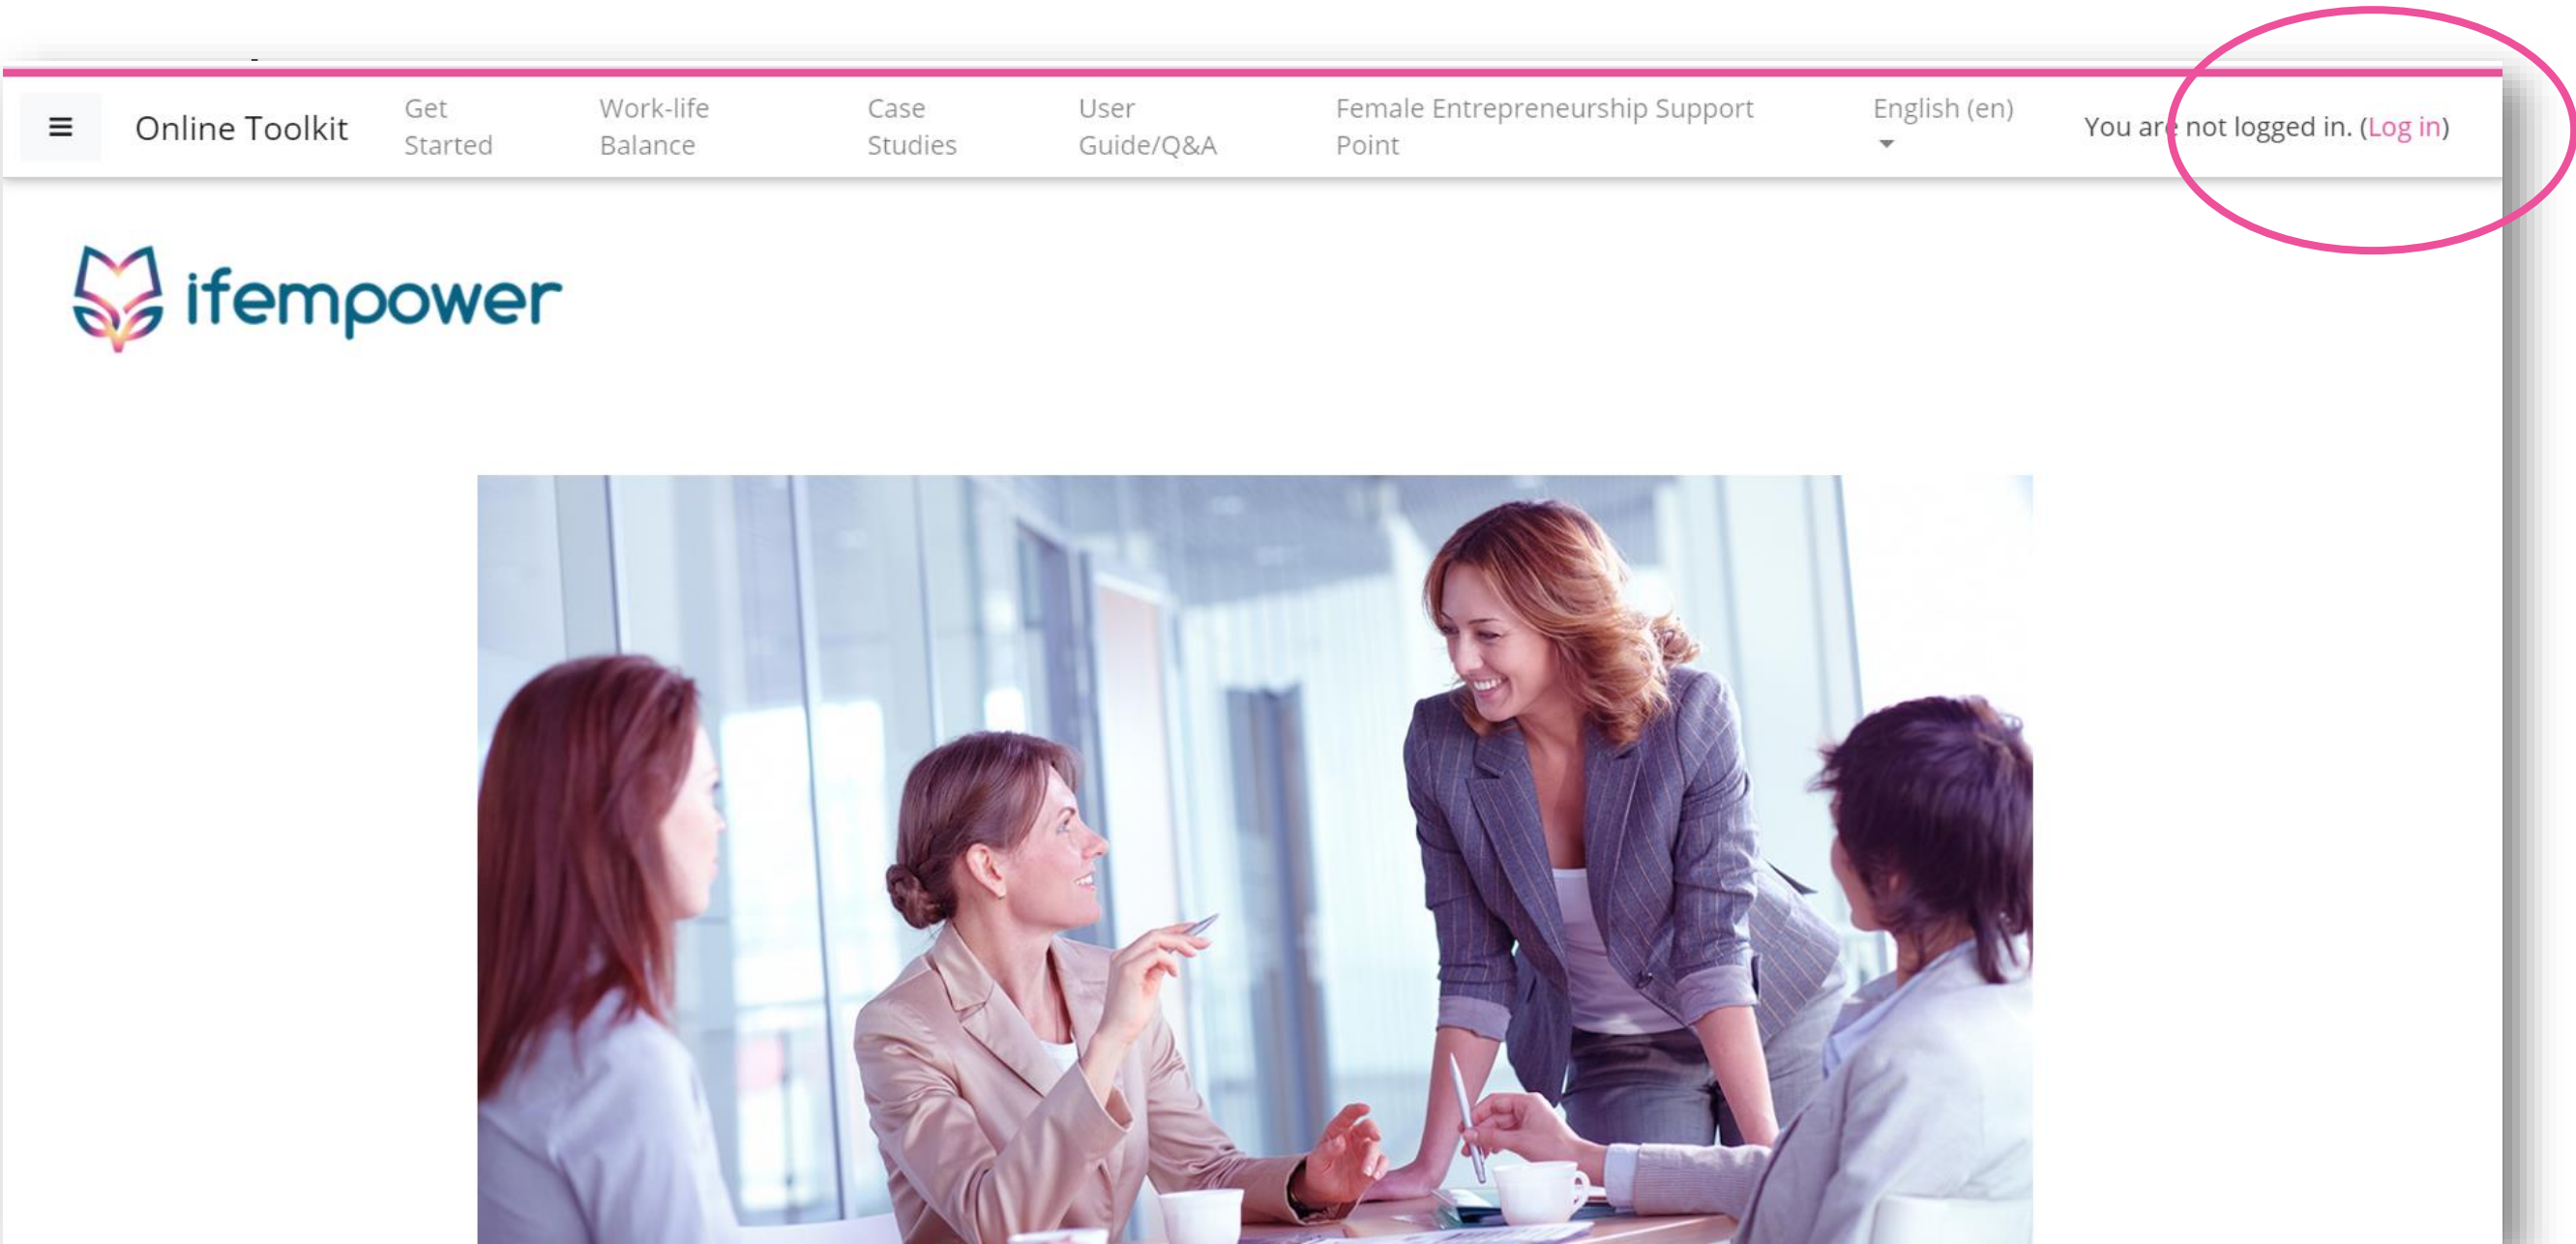 Online Toolkit
Get
Started
Work-life
Balance
Case
Studies
User
Guide/Q&A
Female Entrepreneurship Support
Point
English (en)
You are not logged in. (Log in)
ifempower